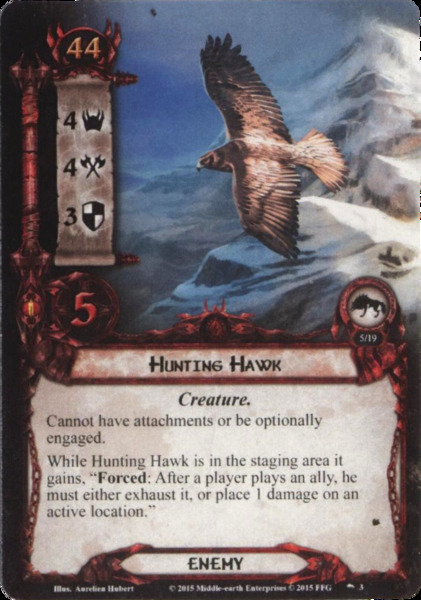 44
4
4
3
5
5/19
HUNTING HAWK
Creature.
Cannot have attachments or be optionally
engaged.
While Hunting Hawk is in the staging area it
gains, “Forced: After a player plays an ally, he
must either exhaust it, or place 1 damage on an
active location.”
ENEMY
Illus. Aurelien Hubert © 2015 Middle-earth Enterprises © 2015 FFG 3